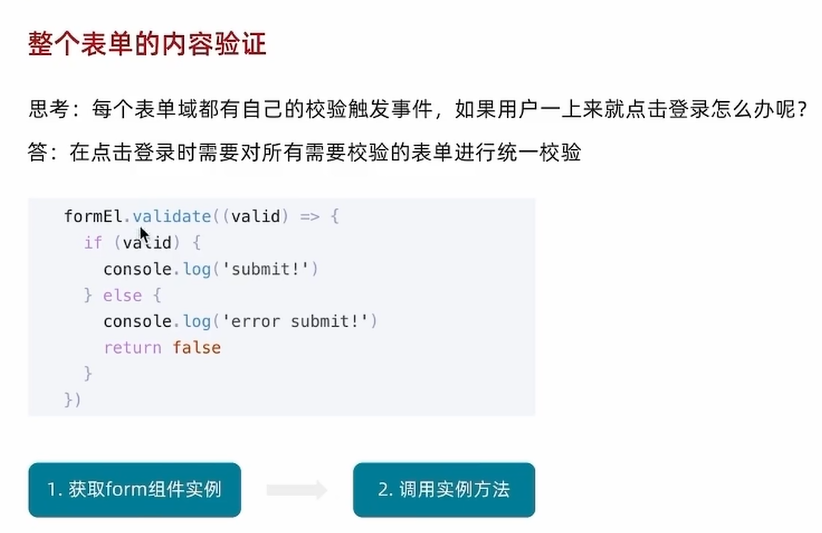 整个表单的内容验证
思考：每个表单域都有自己的校验触发事件，如果用户一上来就点击登录怎么办呢？
答：在点击登录时需要对所有需要校验的表单进行统一校验
formEl.validate((valid) => {
  if (valid) {
    console.log('submit!')
  } else {
    console.log('error submit!')
    return false
  }
})
1. 获取form组件实例
2. 调用实例方法